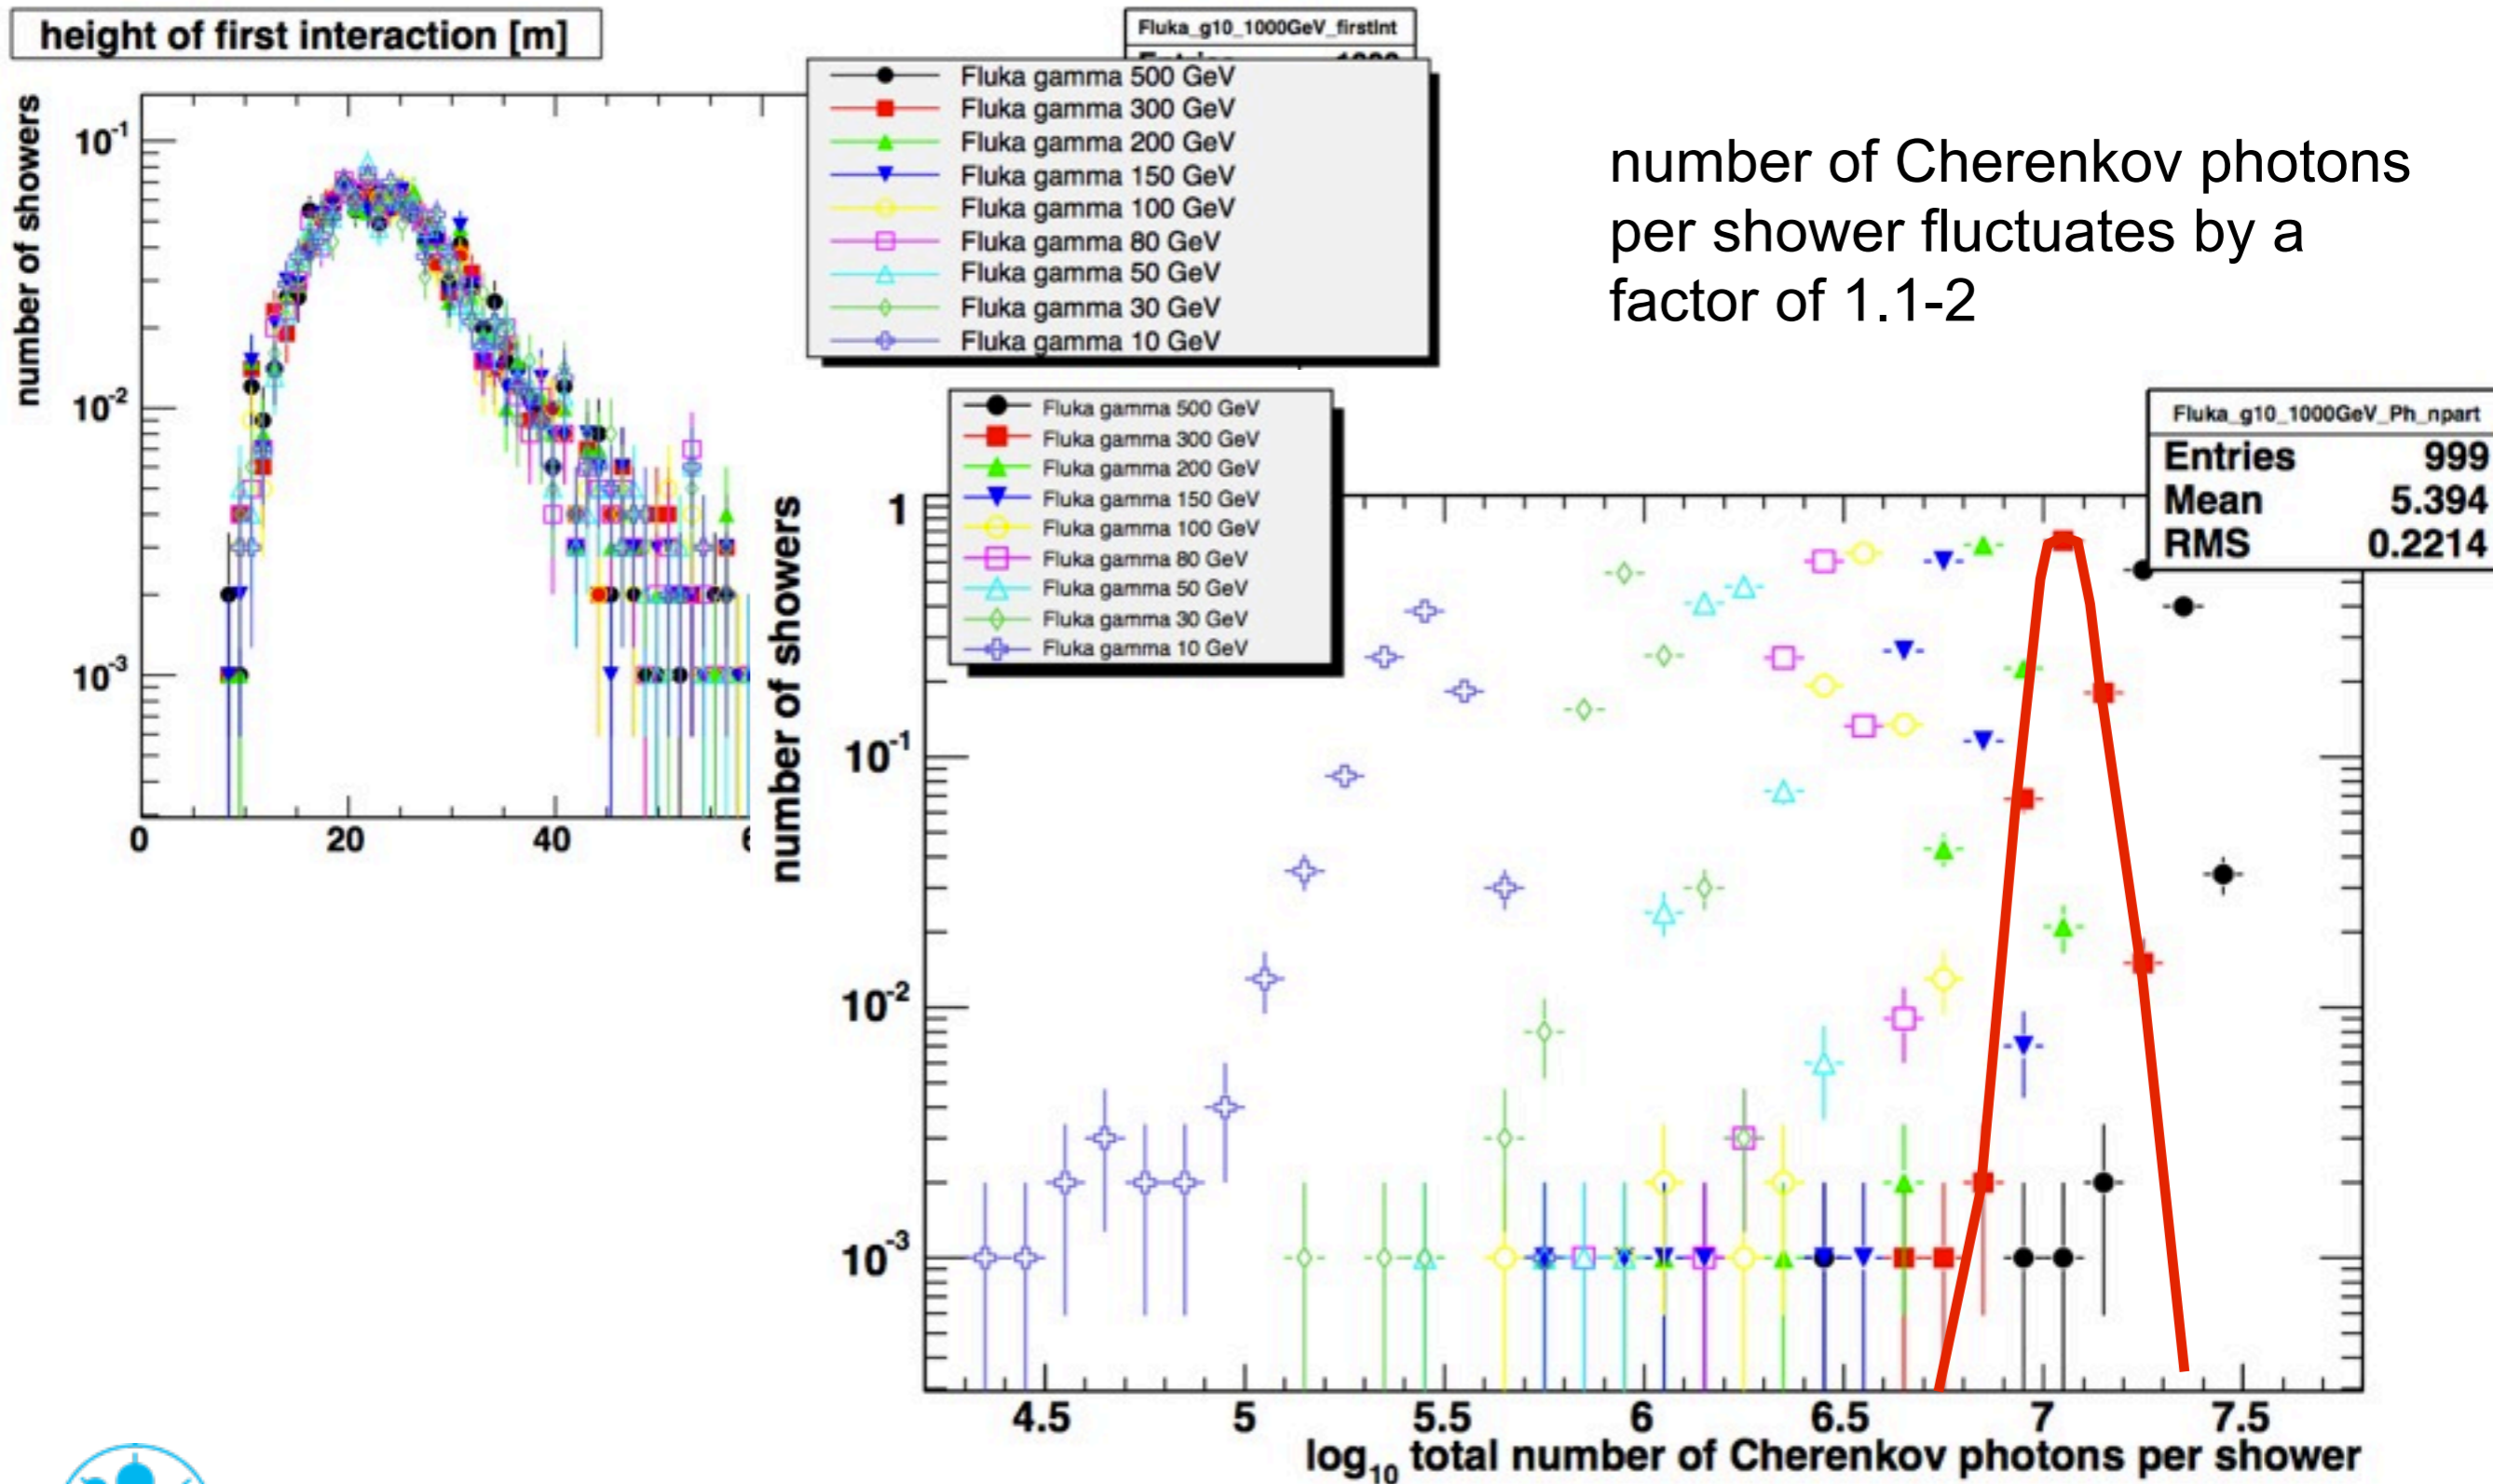 height of first interaction [m]
Fluka_g10_1000GeV_firstInt
Fluka gamma 500 GeV
Fluka gamma 300 GeV
Fluka gamma 200 GeV
Fluka gamma 150 GeV
Fluka gamma 100 GeV
Fluka gamma 80 GeV
Fluka gamma 50 GeV
Fluka gamma 30 GeV
Fluka gamma 10 GeV
number of showers
10-1
10-2
10-3
0 20 40
number of Cherenkov photons
per shower fluctuates by a
factor of 1.1-2
Fluka gamma 500 GeV
Fluka gamma 300 GeV
Fluka gamma 200 GeV
Fluka gamma 150 GeV
Fluka gamma 100 GeV
Fluka gamma 80 GeV
Fluka gamma 50 GeV
Fluka gamma 30 GeV
Fluka gamma 10 GeV
Fluka_g10_1000GeV_Ph_npart
Entries 999
Mean 5.394
RMS 0.2214
number of showers
1
10-1
10-2
10-3
4.5 5 5.5 6 6.5 7 7.5
log10 total number of Cherenkov photons per shower